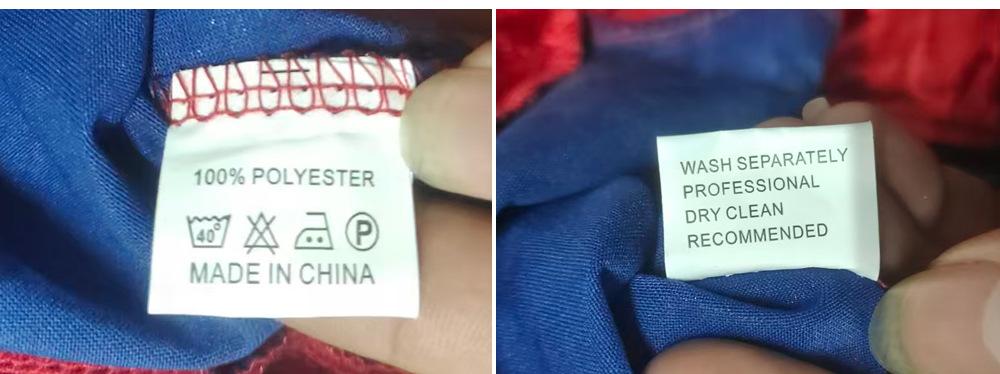 100% POLYESTER
40°
P
MADE IN CHINA
WASH SEPARATELY
PROFESSIONAL
DRY CLEAN
RECOMMENDED